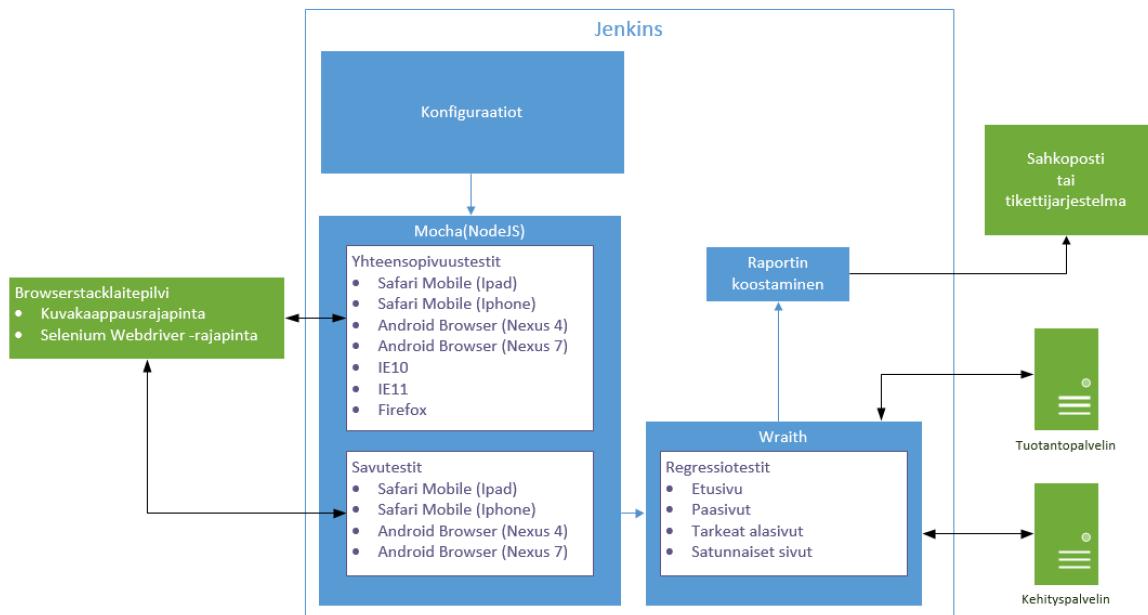 Jenkins
Konfiguraatiot
Mocha(NodeJS)
Yhteensopivuustestit
• Safari Mobile (Ipad)
• Safari Mobile (Iphone)
• Android Browser (Nexus 4)
• Android Browser (Nexus 7)
• IE10
• IE11
• Firefox
Savutestit
• Safari Mobile (Ipad)
• Safari Mobile (Iphone)
• Android Browser (Nexus 4)
• Android Browser (Nexus 7)
Browserstacklaitepilvi
• Kuvakaappausrajapinta
• Selenium Webdriver -rajapinta
Wraith
Regressiotestit
• Etusivu
• Paasivut
• Tarkeat alasivut
• Satunnaiset sivut
Raportin
koostaminen
Sahkoposti
tai
tikettijarjestelma
Tuotantopalvelin
Kehityspalvelin